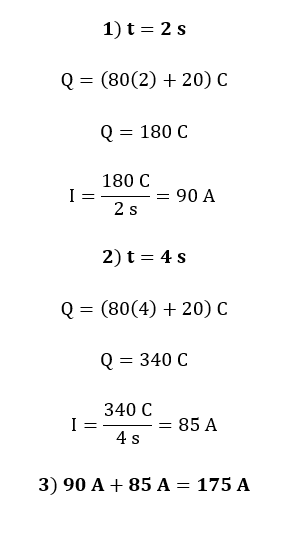 1) t = 2 s
Q = (80(2) + 20) C
Q = 180 C
I = 180 C / 2 s = 90 A
2) t = 4 s
Q = (80(4) + 20) C
Q = 340 C
I = 340 C / 4 s = 85 A
3) 90 A + 85 A = 175 A